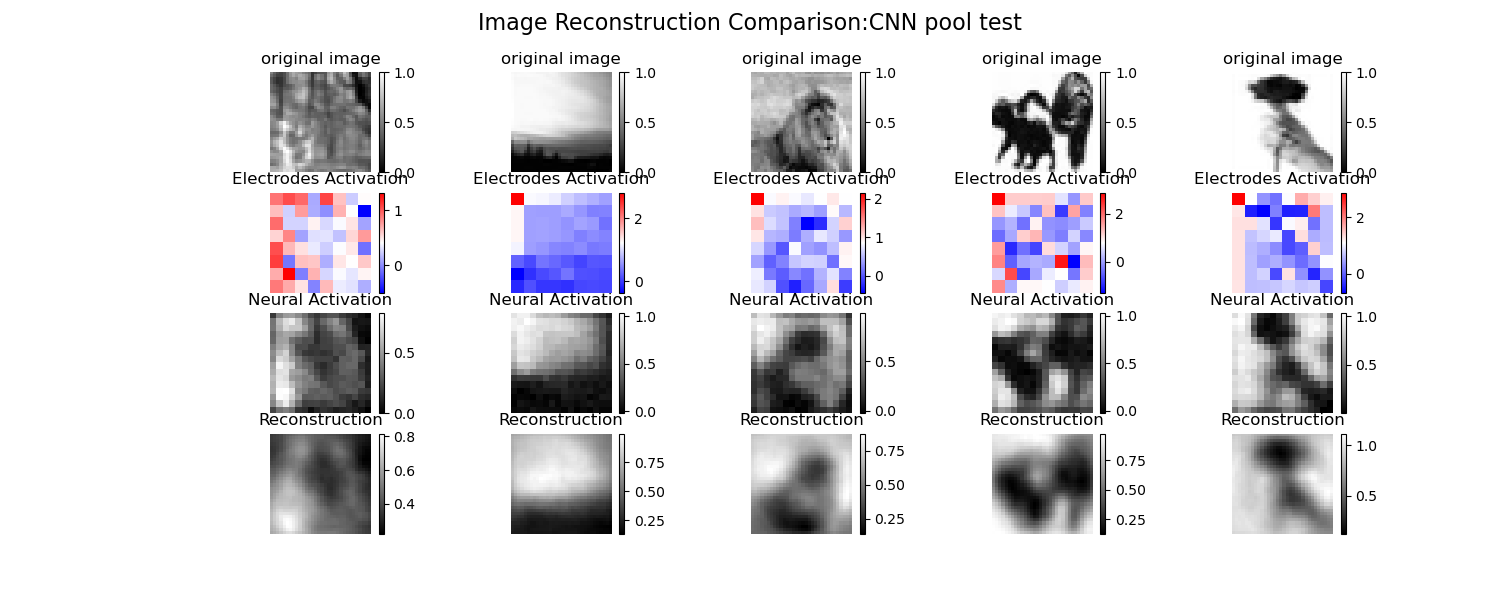 Image Reconstruction Comparison:CNN pool test
original image original image original image original image original image
1.0 1.0 1.0 1.0 1.0
0.5 0.5 0.5 0.5 0.5
0.0 0.0 0.0 0.0 0.0
Electrodes Activation Electrodes Activation Electrodes Activation Electrodes Activation Electrodes Activation
1 2 2 2 2
0 0 1 0 0
0
Neural Activation Neural Activation Neural Activation Neural Activation Neural Activation
0.5 1.0 0.5 1.0 1.0
0.0 0.5 0.0 0.5 0.5
0.0 0.0
Reconstruction Reconstruction Reconstruction Reconstruction Reconstruction
0.8 0.75 0.75 0.75 1.0
0.6 0.50 0.50 0.50 0.5
0.4 0.25 0.25 0.25